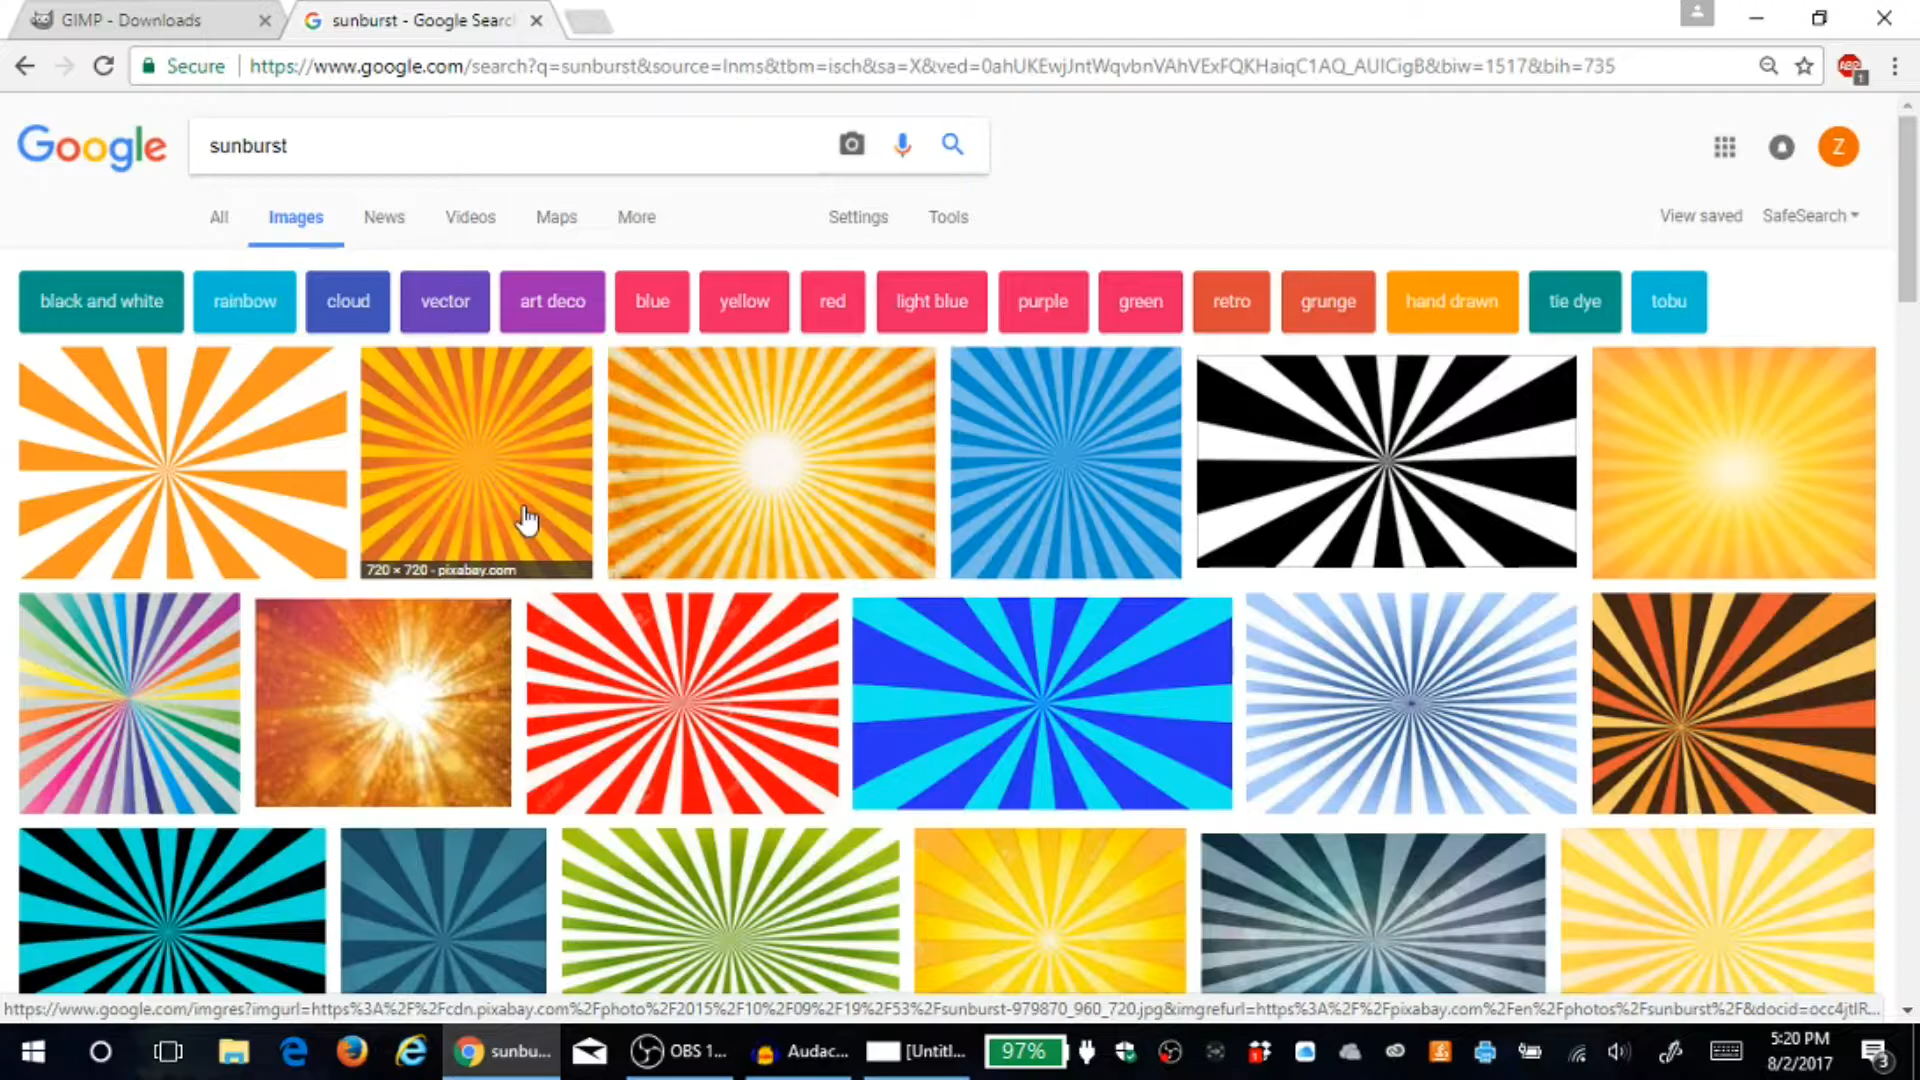 GIMP - Downloads
sunburst - Google Searc
Secure https://www.google.com/search?q=sunburst&source=lnms&tbm=isch&sa=X&ved=0ahUKEwjJntWqvbnVAhVExFQKHaiqC1AQ_AUICigB&biw=1517&bih=735
ABP
1
Google
sunburst
Z
All Images News Videos Maps More Settings Tools View saved SafeSearch
black and white rainbow cloud vector art deco blue yellow red light blue purple green retro grunge hand drawn tie dye tobu
720 × 720 - pixabay.com
https://www.google.com/imgres?imgurl=https%3A%2F%2Fcdn.pixabay.com%2Fphoto%2F2015%2F10%2F09%2F19%2F53%2Fsunburst-979870_960_720.jpg&imgrefurl=https%3A%2F%2Fpixabay.com%2Fen%2Fphotos%2Fsunburst%2F&docid=occ4jtlR...
sunbu... OBS 1... Audac... [Untitl... 97%
5:20 PM
8/2/2017
3